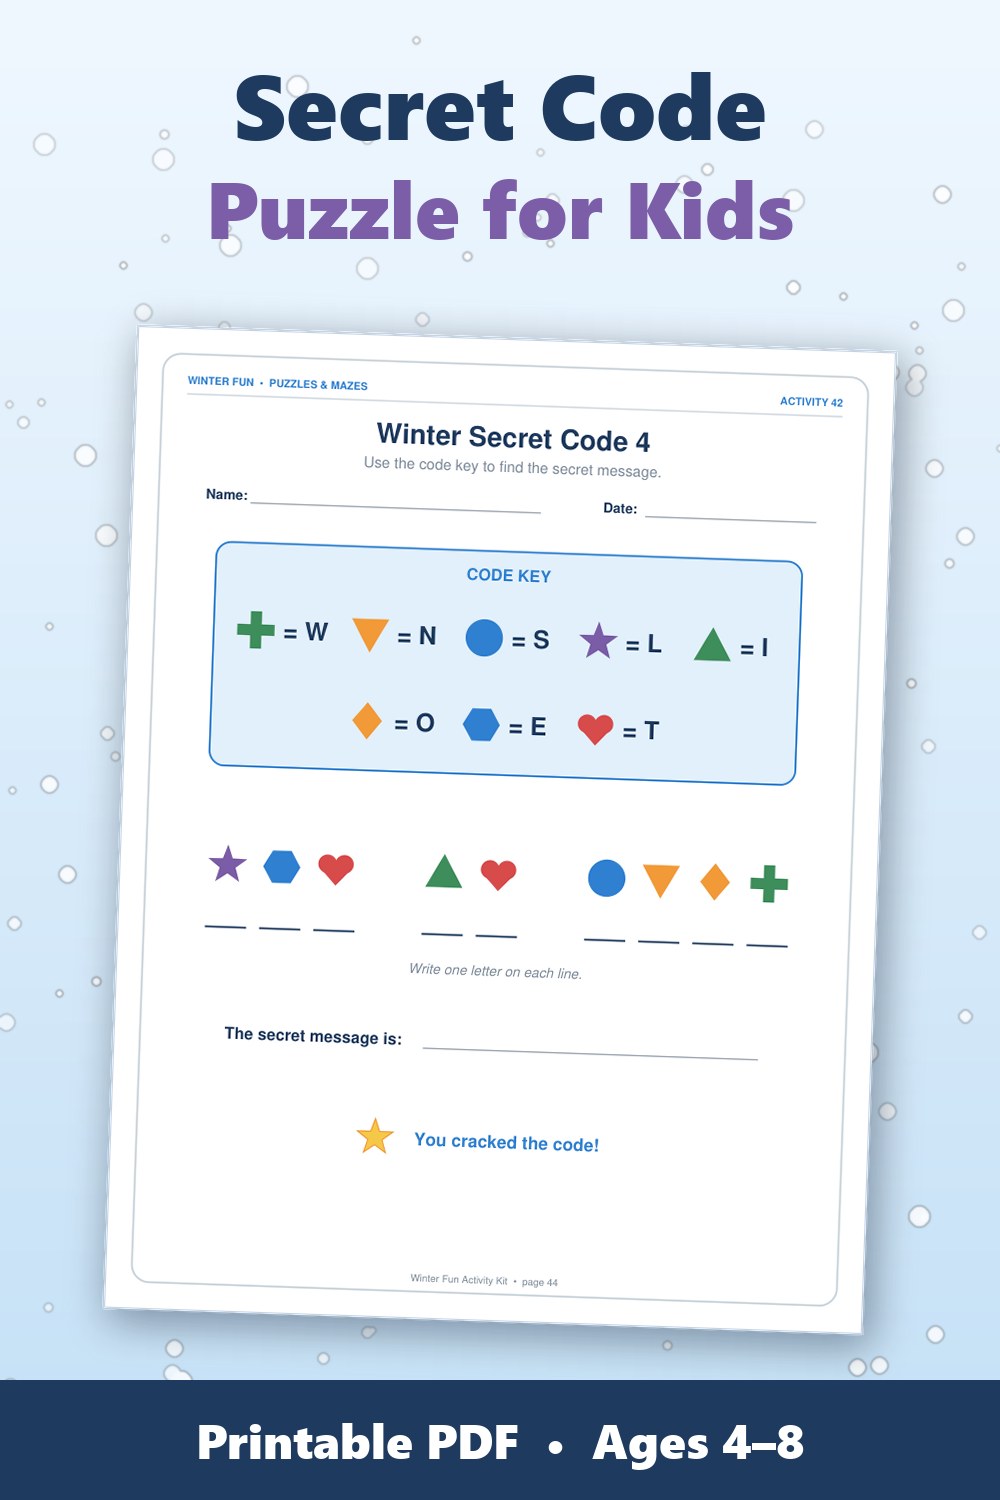 Secret Code
Puzzle for Kids
WINTER FUN • PUZZLES & MAZES
ACTIVITY 42
Winter Secret Code 4
Use the code key to find the secret message.
Name:
Date:
CODE KEY
= W = N = S = L = I
= O = E = T
Write one letter on each line.
The secret message is:
You cracked the code!
Winter Fun Activity Kit • page 44
Printable PDF • Ages 4–8